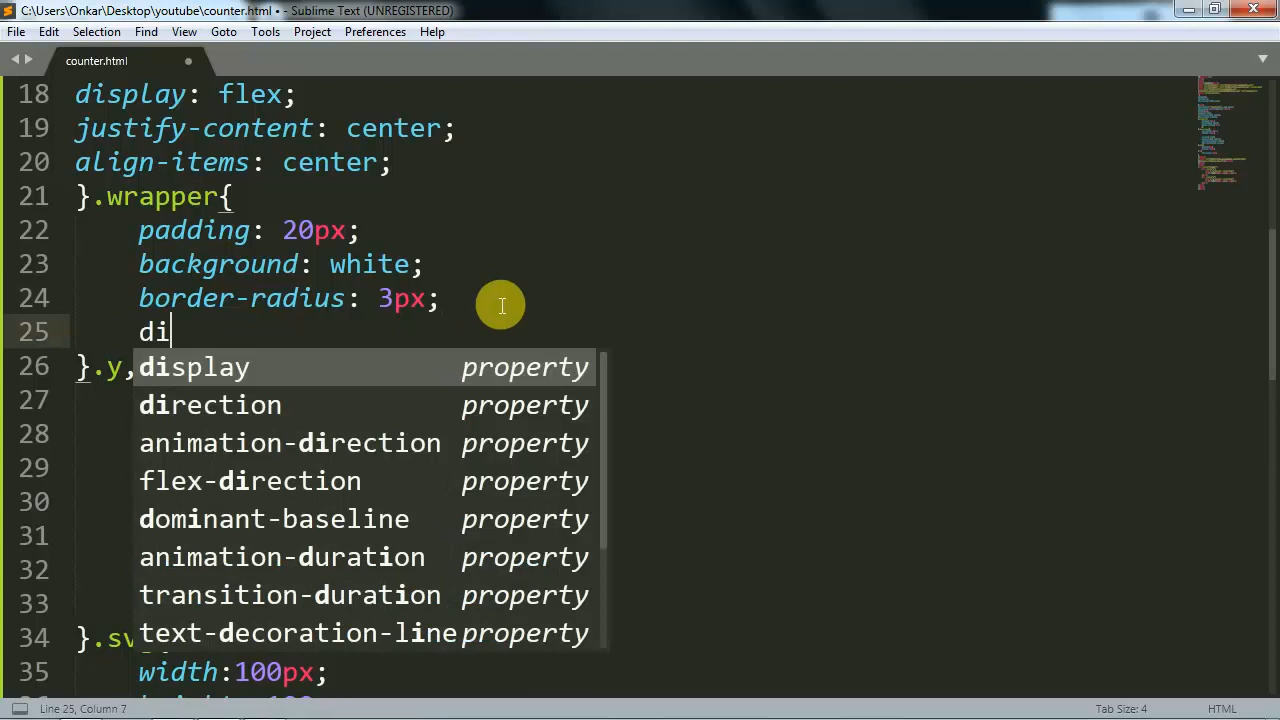 C:\Users\Onkar\Desktop\youtube\counter.html • - Sublime Text (UNREGISTERED)
File Edit Selection Find View Goto Tools Project Preferences Help
counter.html
18 display: flex;
19 justify-content: center;
20 align-items: center;
21 }.wrapper{
22 padding: 20px;
23 background: white;
24 border-radius: 3px;
25 di
26 }.y, display property
27 direction property
28 animation-direction property
29 flex-direction property
30 dominant-baseline property
31 animation-duration property
32 transition-duration property
33 text-decoration-line property
34 }.sv
35 width:100px;
Line 25, Column 7 Tab Size: 4 HTML